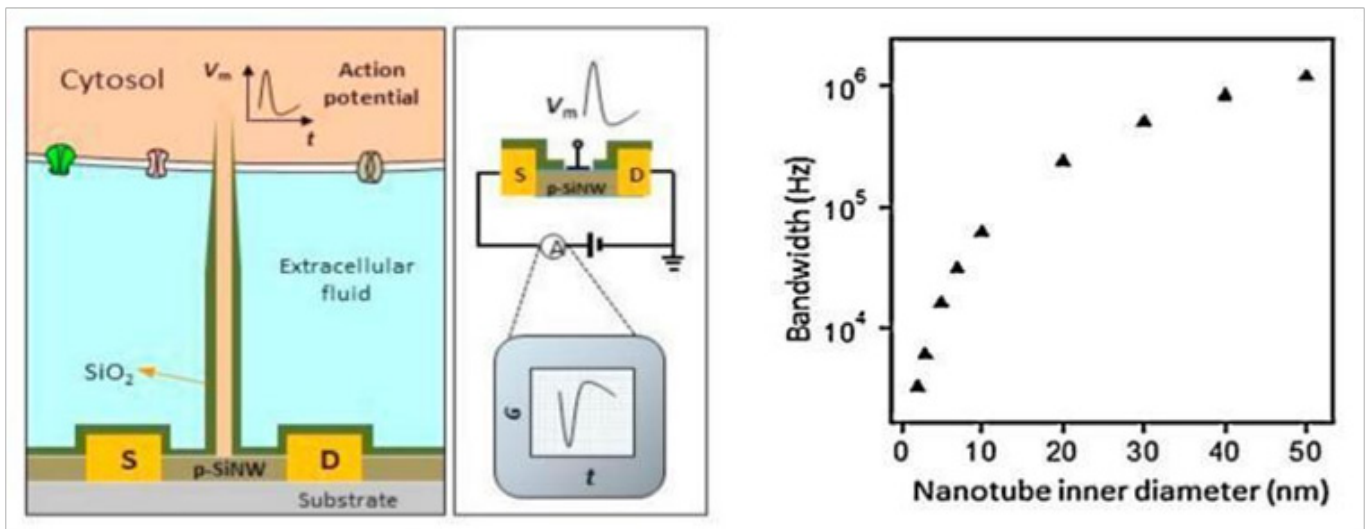 Cytosol
Vm
Action
potential
t
Extracellular
fluid
SiO2
S
D
p-SiNW
Substrate
Vm
S
D
p-SiNW
A
G
t
Bandwidth (Hz)
10^6
10^5
10^4
0 10 20 30 40 50
Nanotube inner diameter (nm)